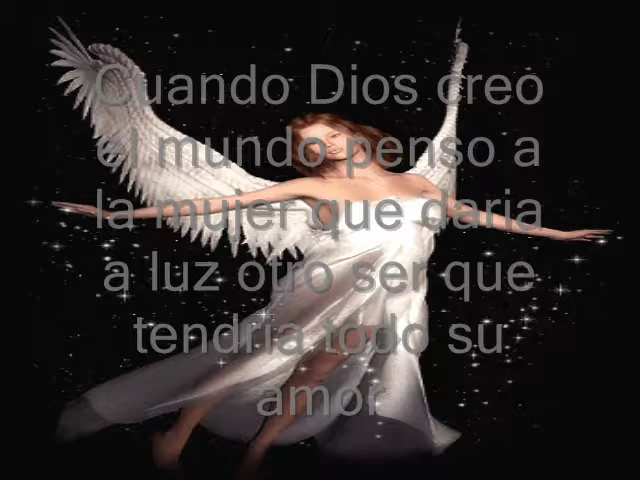 Cuando Dios creo
el mundo penso a
la mujer que daria
a luz otro ser que
tendria todo su
amor